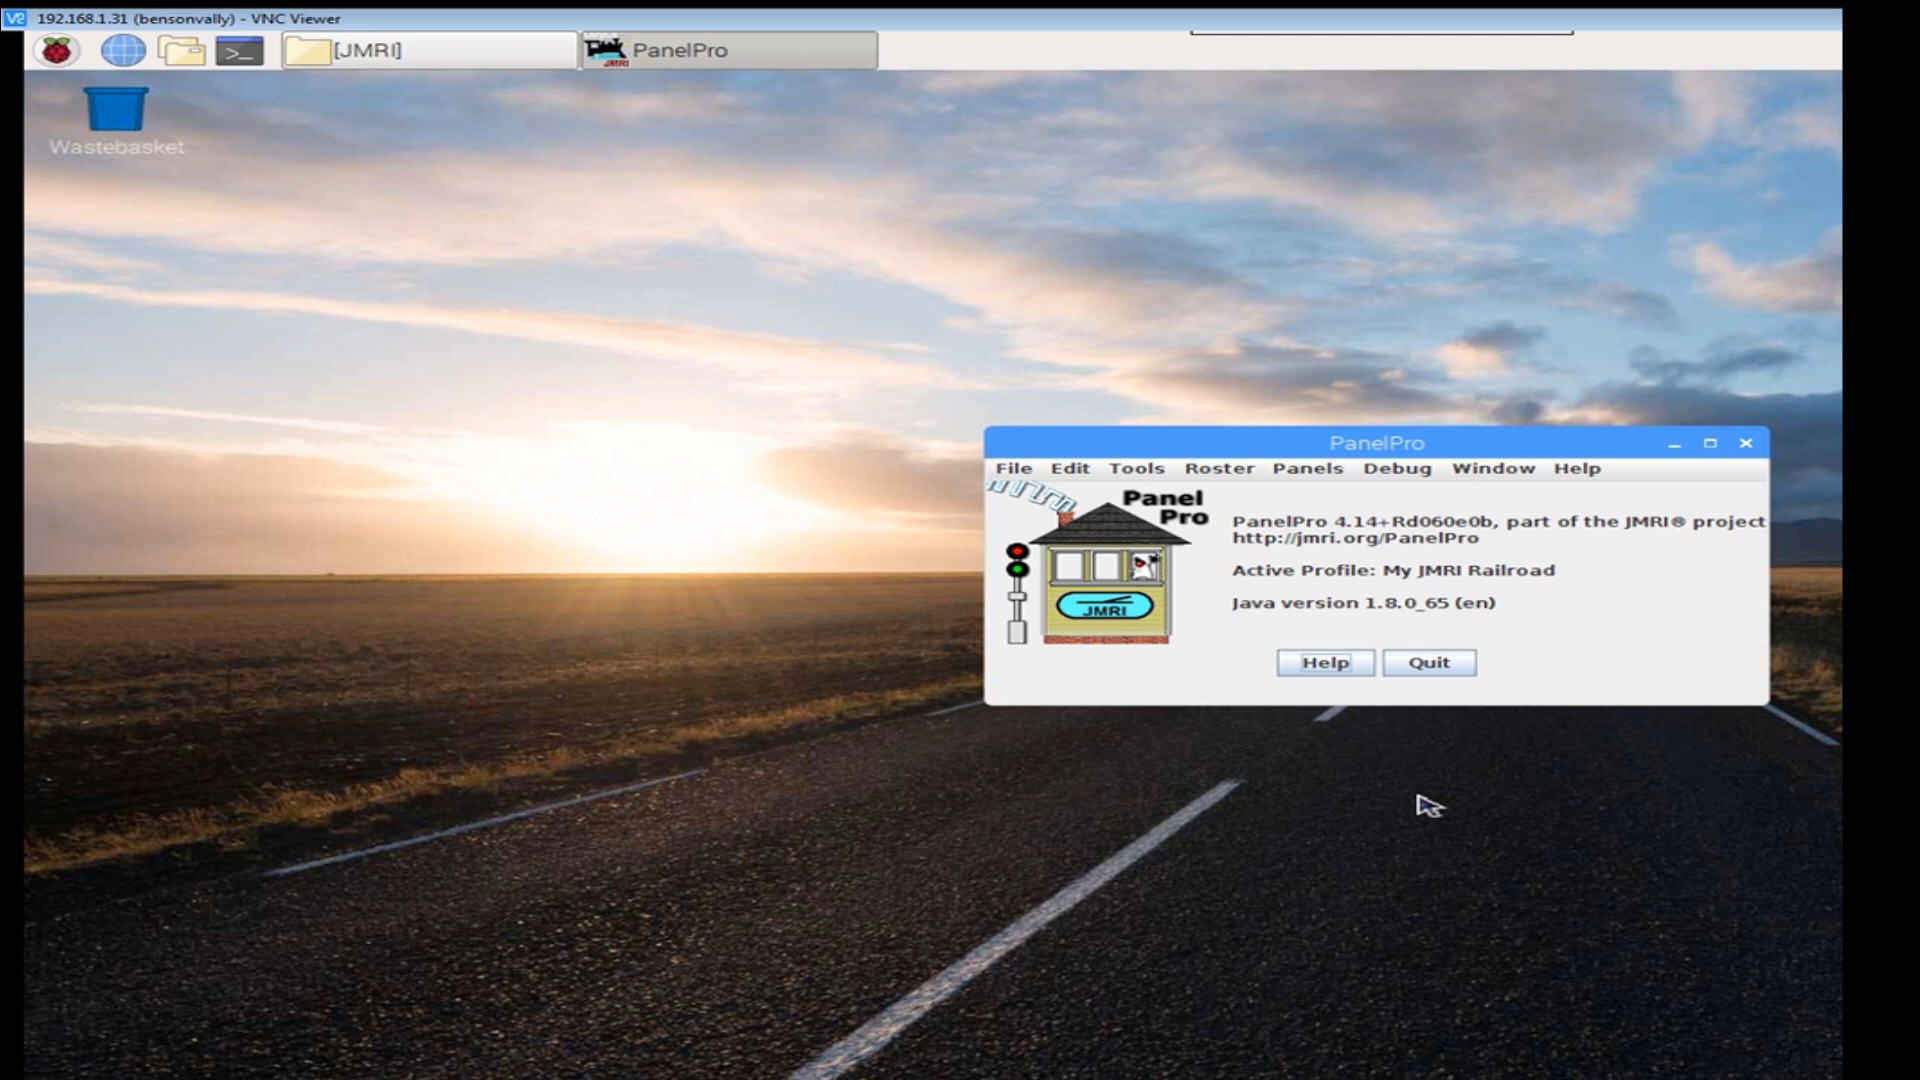 192.168.1.31 (bensonvally) - VNC Viewer
[JMRI]
PanelPro
Wastebasket
PanelPro
File Edit Tools Roster Panels Debug Window Help
Panel
Pro
PanelPro 4.14+Rd060e0b, part of the JMRI® project
http://jmri.org/PanelPro
Active Profile: My JMRI Railroad
Java version 1.8.0_65 (en)
JMRI
Help Quit